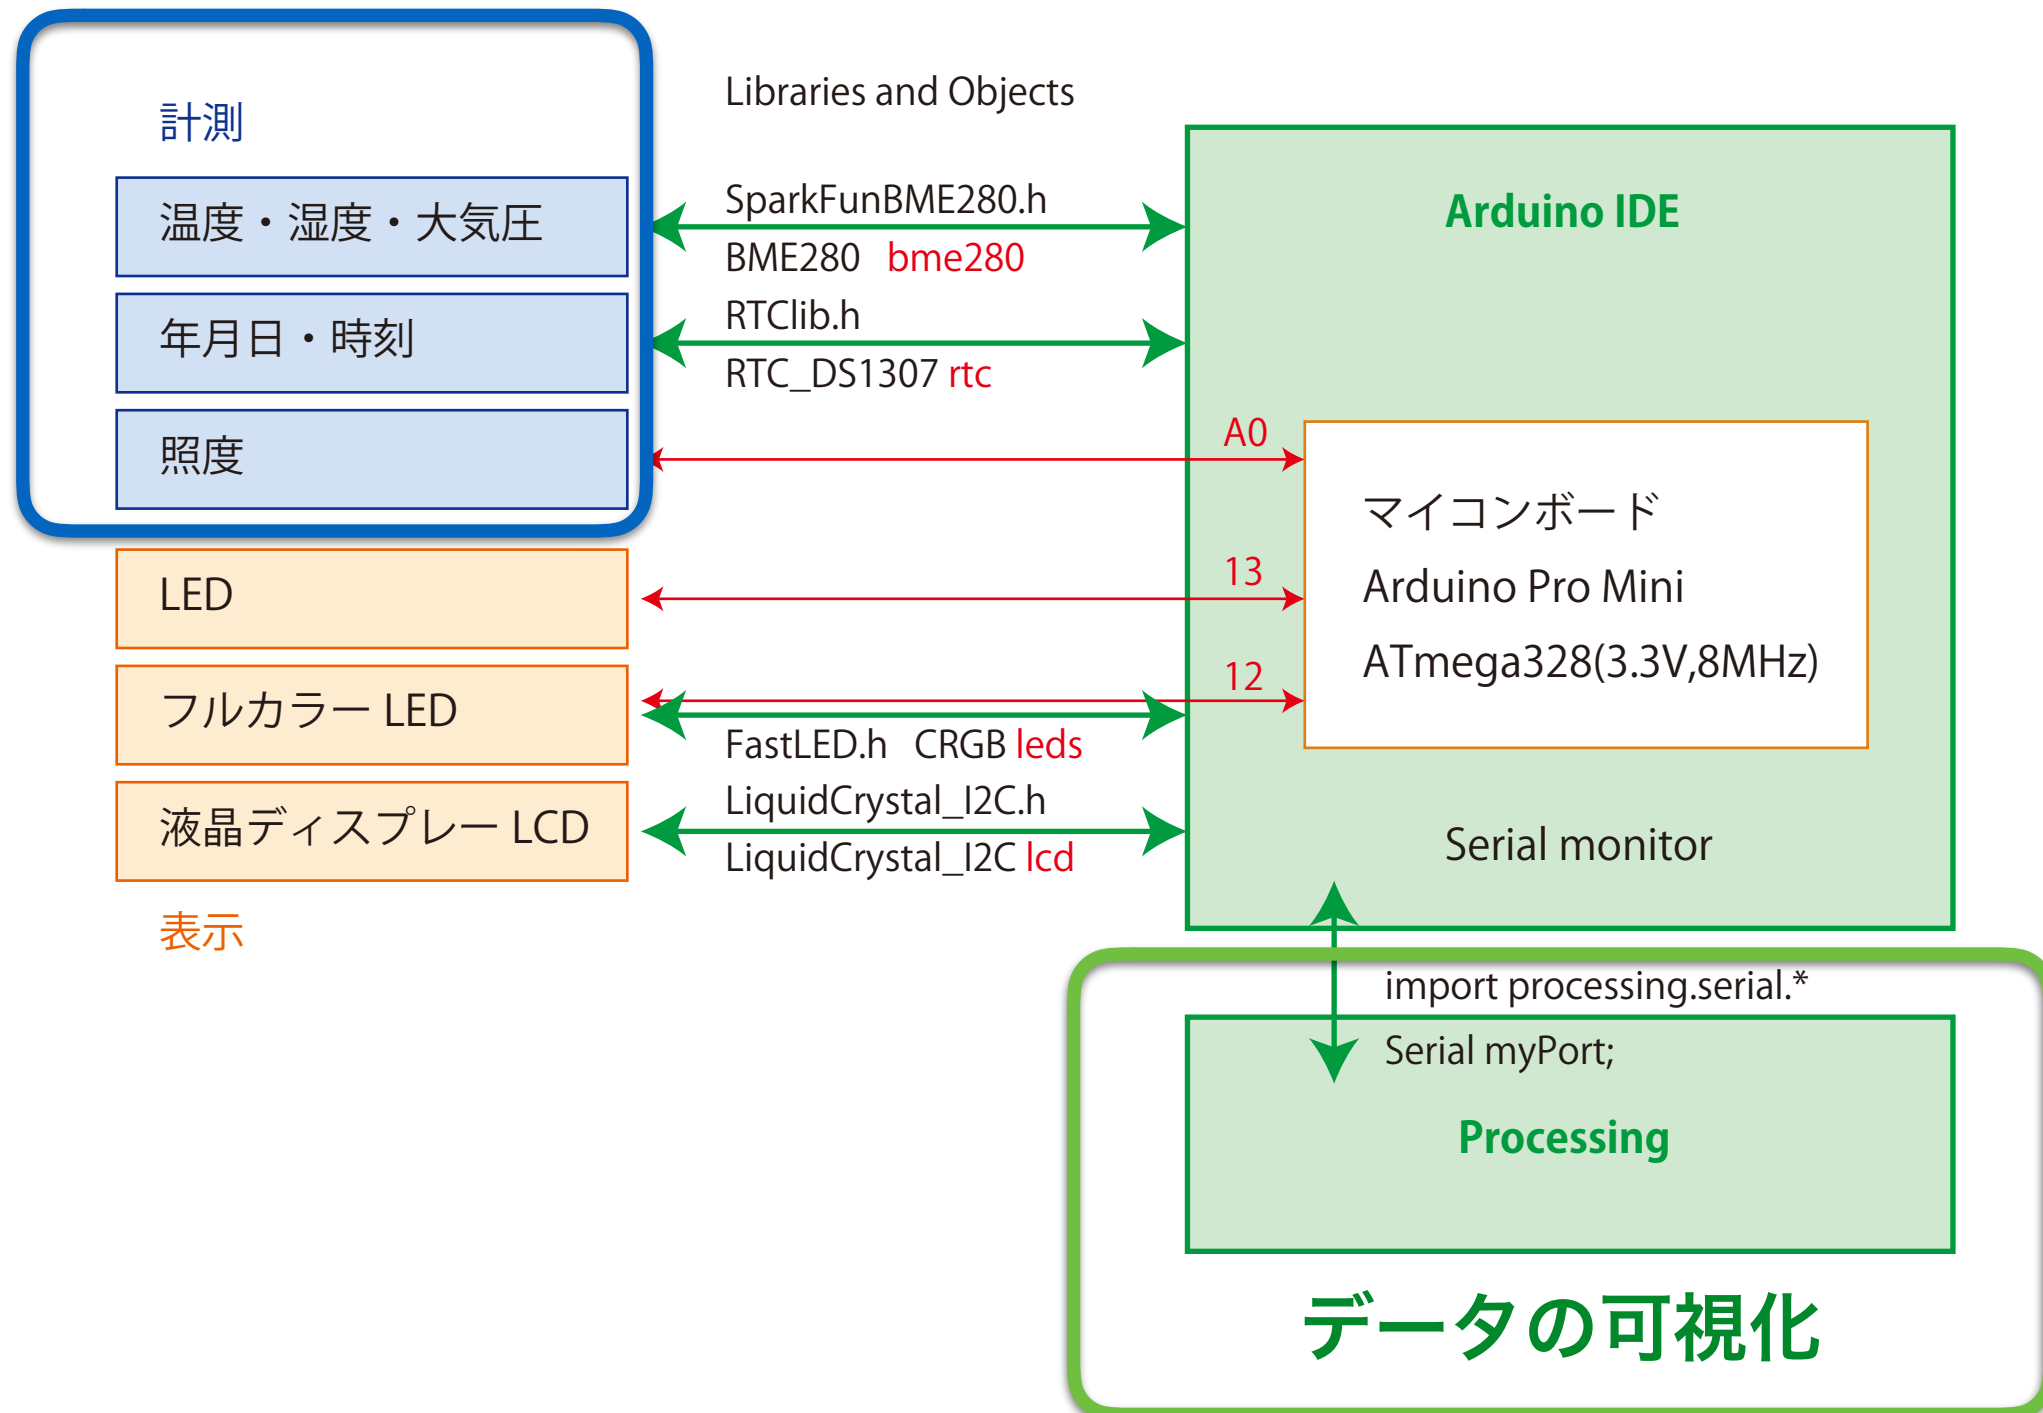 計測
Libraries and Objects
温度・湿度・大気圧
SparkFunBME280.h
BME280 bme280
年月日・時刻
RTClib.h
RTC_DS1307 rtc
照度
A0
LED
13
フルカラー LED
12
FastLED.h CRGB leds
液晶ディスプレー LCD
LiquidCrystal_I2C.h
LiquidCrystal_I2C lcd
表示
Arduino IDE
マイコンボード
Arduino Pro Mini
ATmega328(3.3V,8MHz)
Serial monitor
import processing.serial.*
Serial myPort;
Processing
データの可視化